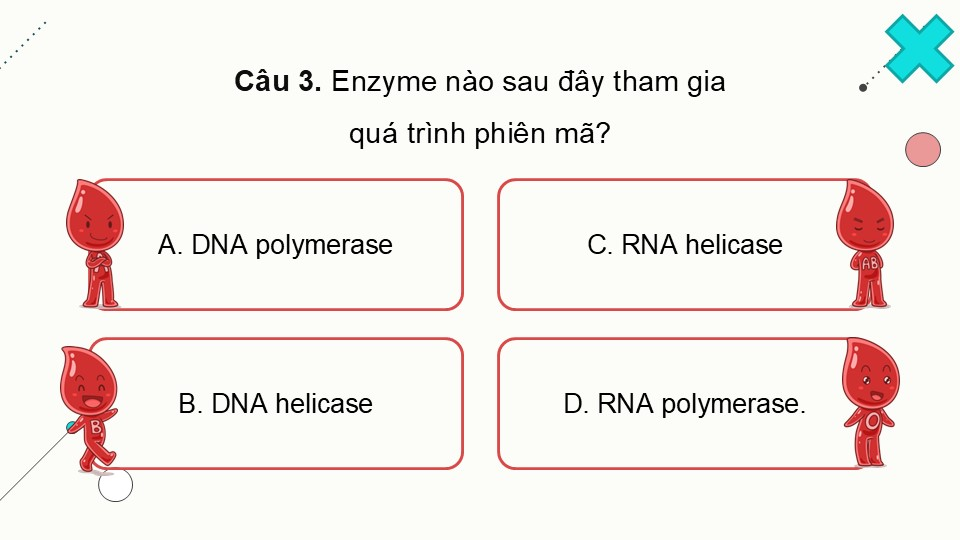 Câu 3. Enzyme nào sau đây tham gia
quá trình phiên mã?
A. DNA polymerase
C. RNA helicase
B. DNA helicase
D. RNA polymerase.
A
AB
B
O